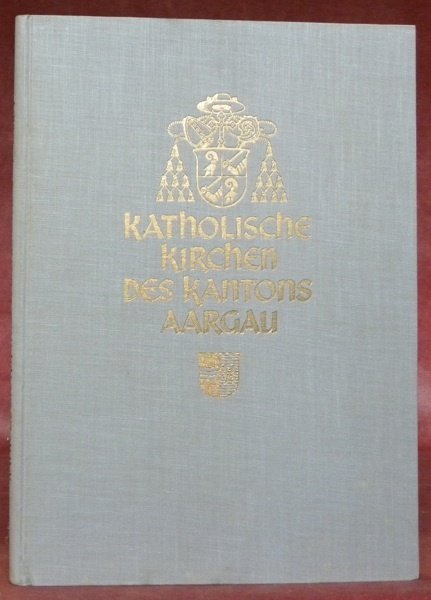 KATHOLISCHE
KIRCHEN
DES KANTONS
AARGAU